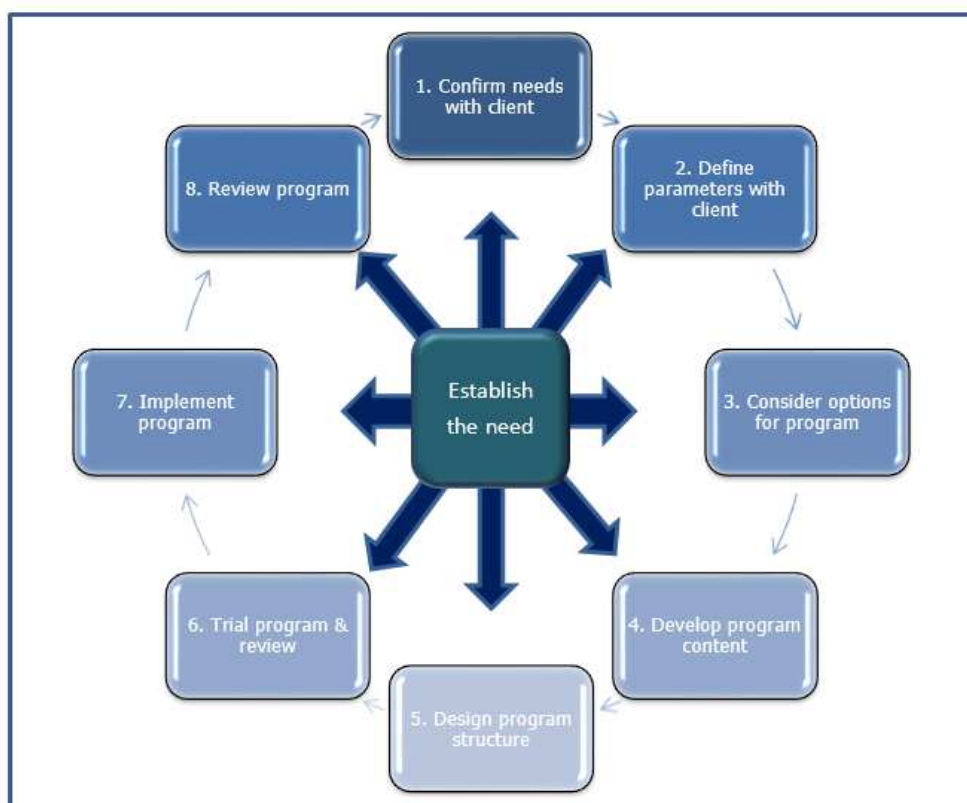 1. Confirm needs
with client
2. Define
parameters with
client
3. Consider options
for program
4. Develop program
content
5. Design program
structure
6. Trial program &
review
7. Implement
program
8. Review program
Establish
the need